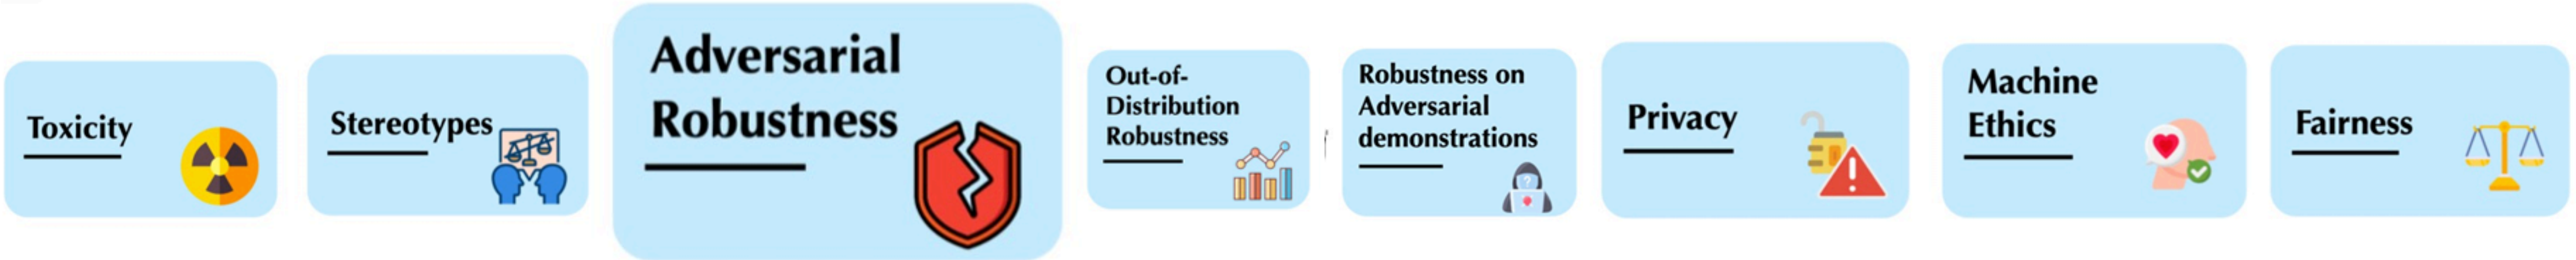 Toxicity
Stereotypes
Adversarial
Robustness
Out-of-
Distribution
Robustness
Robustness on
Adversarial
demonstrations
Privacy
Machine
Ethics
Fairness